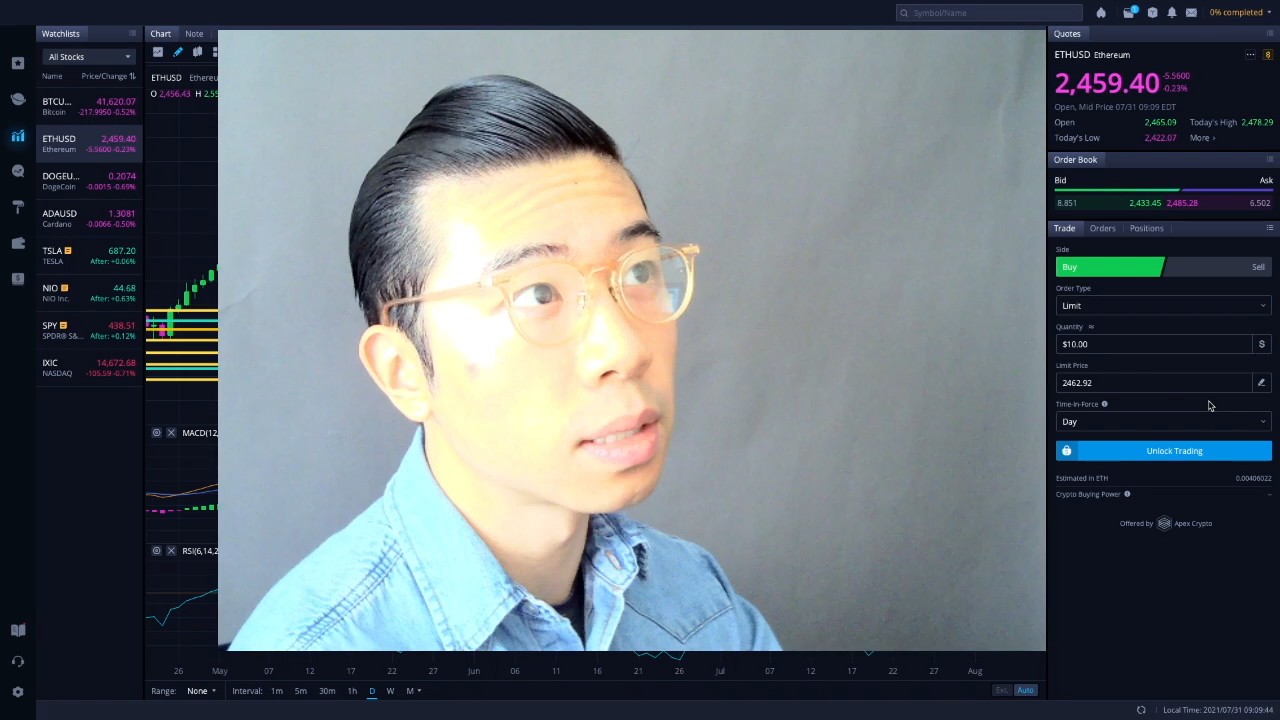 Symbol/Name
1
0% completed
Watchlists
All Stocks
Name Price/Change
BTCU... 41,620.07
Bitcoin -217.9950 -0.52%
ETHUSD 2,459.40
Ethereum -5.5600 -0.23%
DOGEU... 0.2074
DogeCoin -0.0015 -0.69%
ADAUSD 1.3081
Cardano -0.0066 -0.50%
TSLA 687.20
TESLA After: +0.06%
NIO 44.68
NIO Inc. After: +0.63%
SPY 438.51
SPDR® S&... After: +0.12%
IXIC 14,672.68
NASDAQ -105.59 -0.71%
Chart Note
ETHUSD Ethereu
O 2,456.43 H 2,55
MACD(12,
RSI(6,14,2
26 May 07 12 17 22 27 Jun 06 11 16 21 26 Jul 07 12 17 22 27 Aug
Range: None Interval: 1m 5m 30m 1h D W M
Ext. Auto
Quotes
ETHUSD Ethereum
2,459.40 -5.5600
-0.23%
Open, Mid Price 07/31 09:09 EDT
Open 2,465.09 Today's High 2,478.29
Today's Low 2,422.07 More ›
Order Book
Bid Ask
8.851 2,433.45 2,485.28 6.502
Trade Orders Positions
Side
Buy Sell
Order Type
Limit
Quantity ≈
$10.00 $
Limit Price
2462.92
Time-In-Force
Day
Unlock Trading
Estimated in ETH 0.00406022
Crypto Buying Power --
Offered by Apex Crypto
Local Time: 2021/07/31 09:09:44